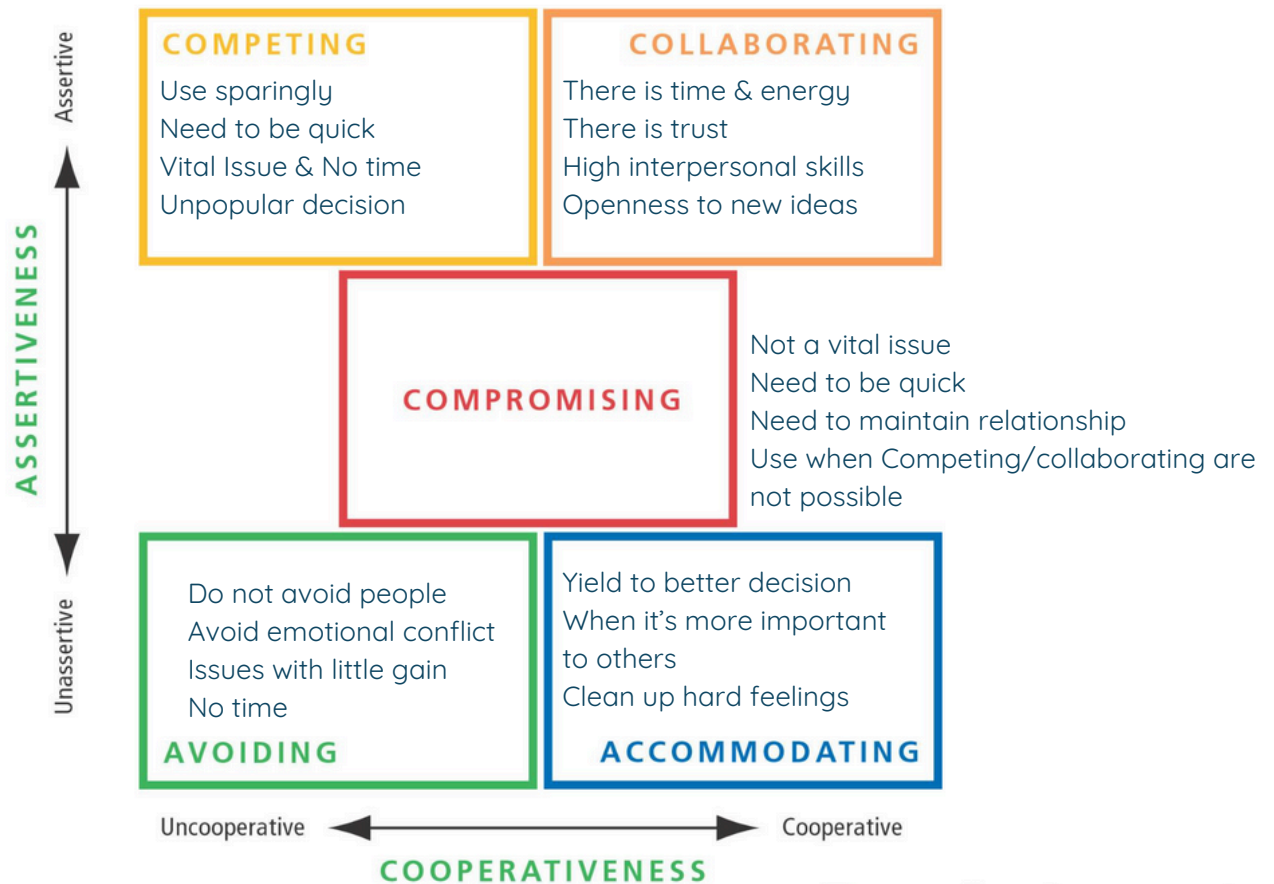 Assertive
ASSERTIVENESS
Unassertive
COMPETING
Use sparingly
Need to be quick
Vital Issue & No time
Unpopular decision
COLLABORATING
There is time & energy
There is trust
High interpersonal skills
Openness to new ideas
COMPROMISING
Not a vital issue
Need to be quick
Need to maintain relationship
Use when Competing/collaborating are
not possible
Do not avoid people
Avoid emotional conflict
Issues with little gain
No time
AVOIDING
Yield to better decision
When it’s more important
to others
Clean up hard feelings
ACCOMMODATING
Uncooperative
Cooperative
COOPERATIVENESS